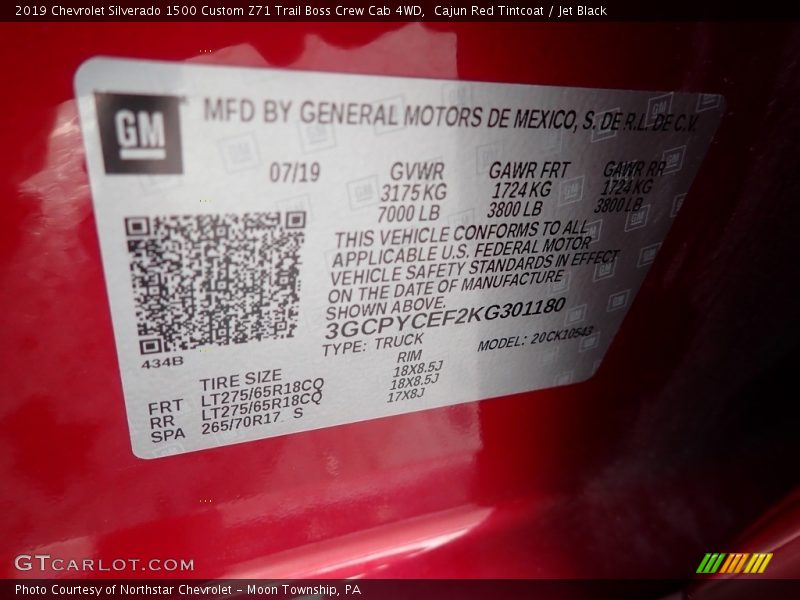 2019 Chevrolet Silverado 1500 Custom Z71 Trail Boss Crew Cab 4WD, Cajun Red Tintcoat / Jet Black
GM
MFD BY GENERAL MOTORS DE MEXICO, S. DE R.L. DE C.V.
07/19 GVWR GAWR FRT GAWR RR
3175 KG 1724 KG 1724 KG
7000 LB 3800 LB 3800 LB
THIS VEHICLE CONFORMS TO ALL
APPLICABLE U.S. FEDERAL MOTOR
VEHICLE SAFETY STANDARDS IN EFFECT
ON THE DATE OF MANUFACTURE
SHOWN ABOVE.
3GCPYCEF2KG301180
TYPE: TRUCK MODEL: 20CK10543
434B
TIRE SIZE RIM
FRT LT275/65R18CQ 18X8.5J
RR LT275/65R18CQ 18X8.5J
SPA 265/70R17 S 17X8J
GTCARLOT.COM
Photo Courtesy of Northstar Chevrolet - Moon Township, PA